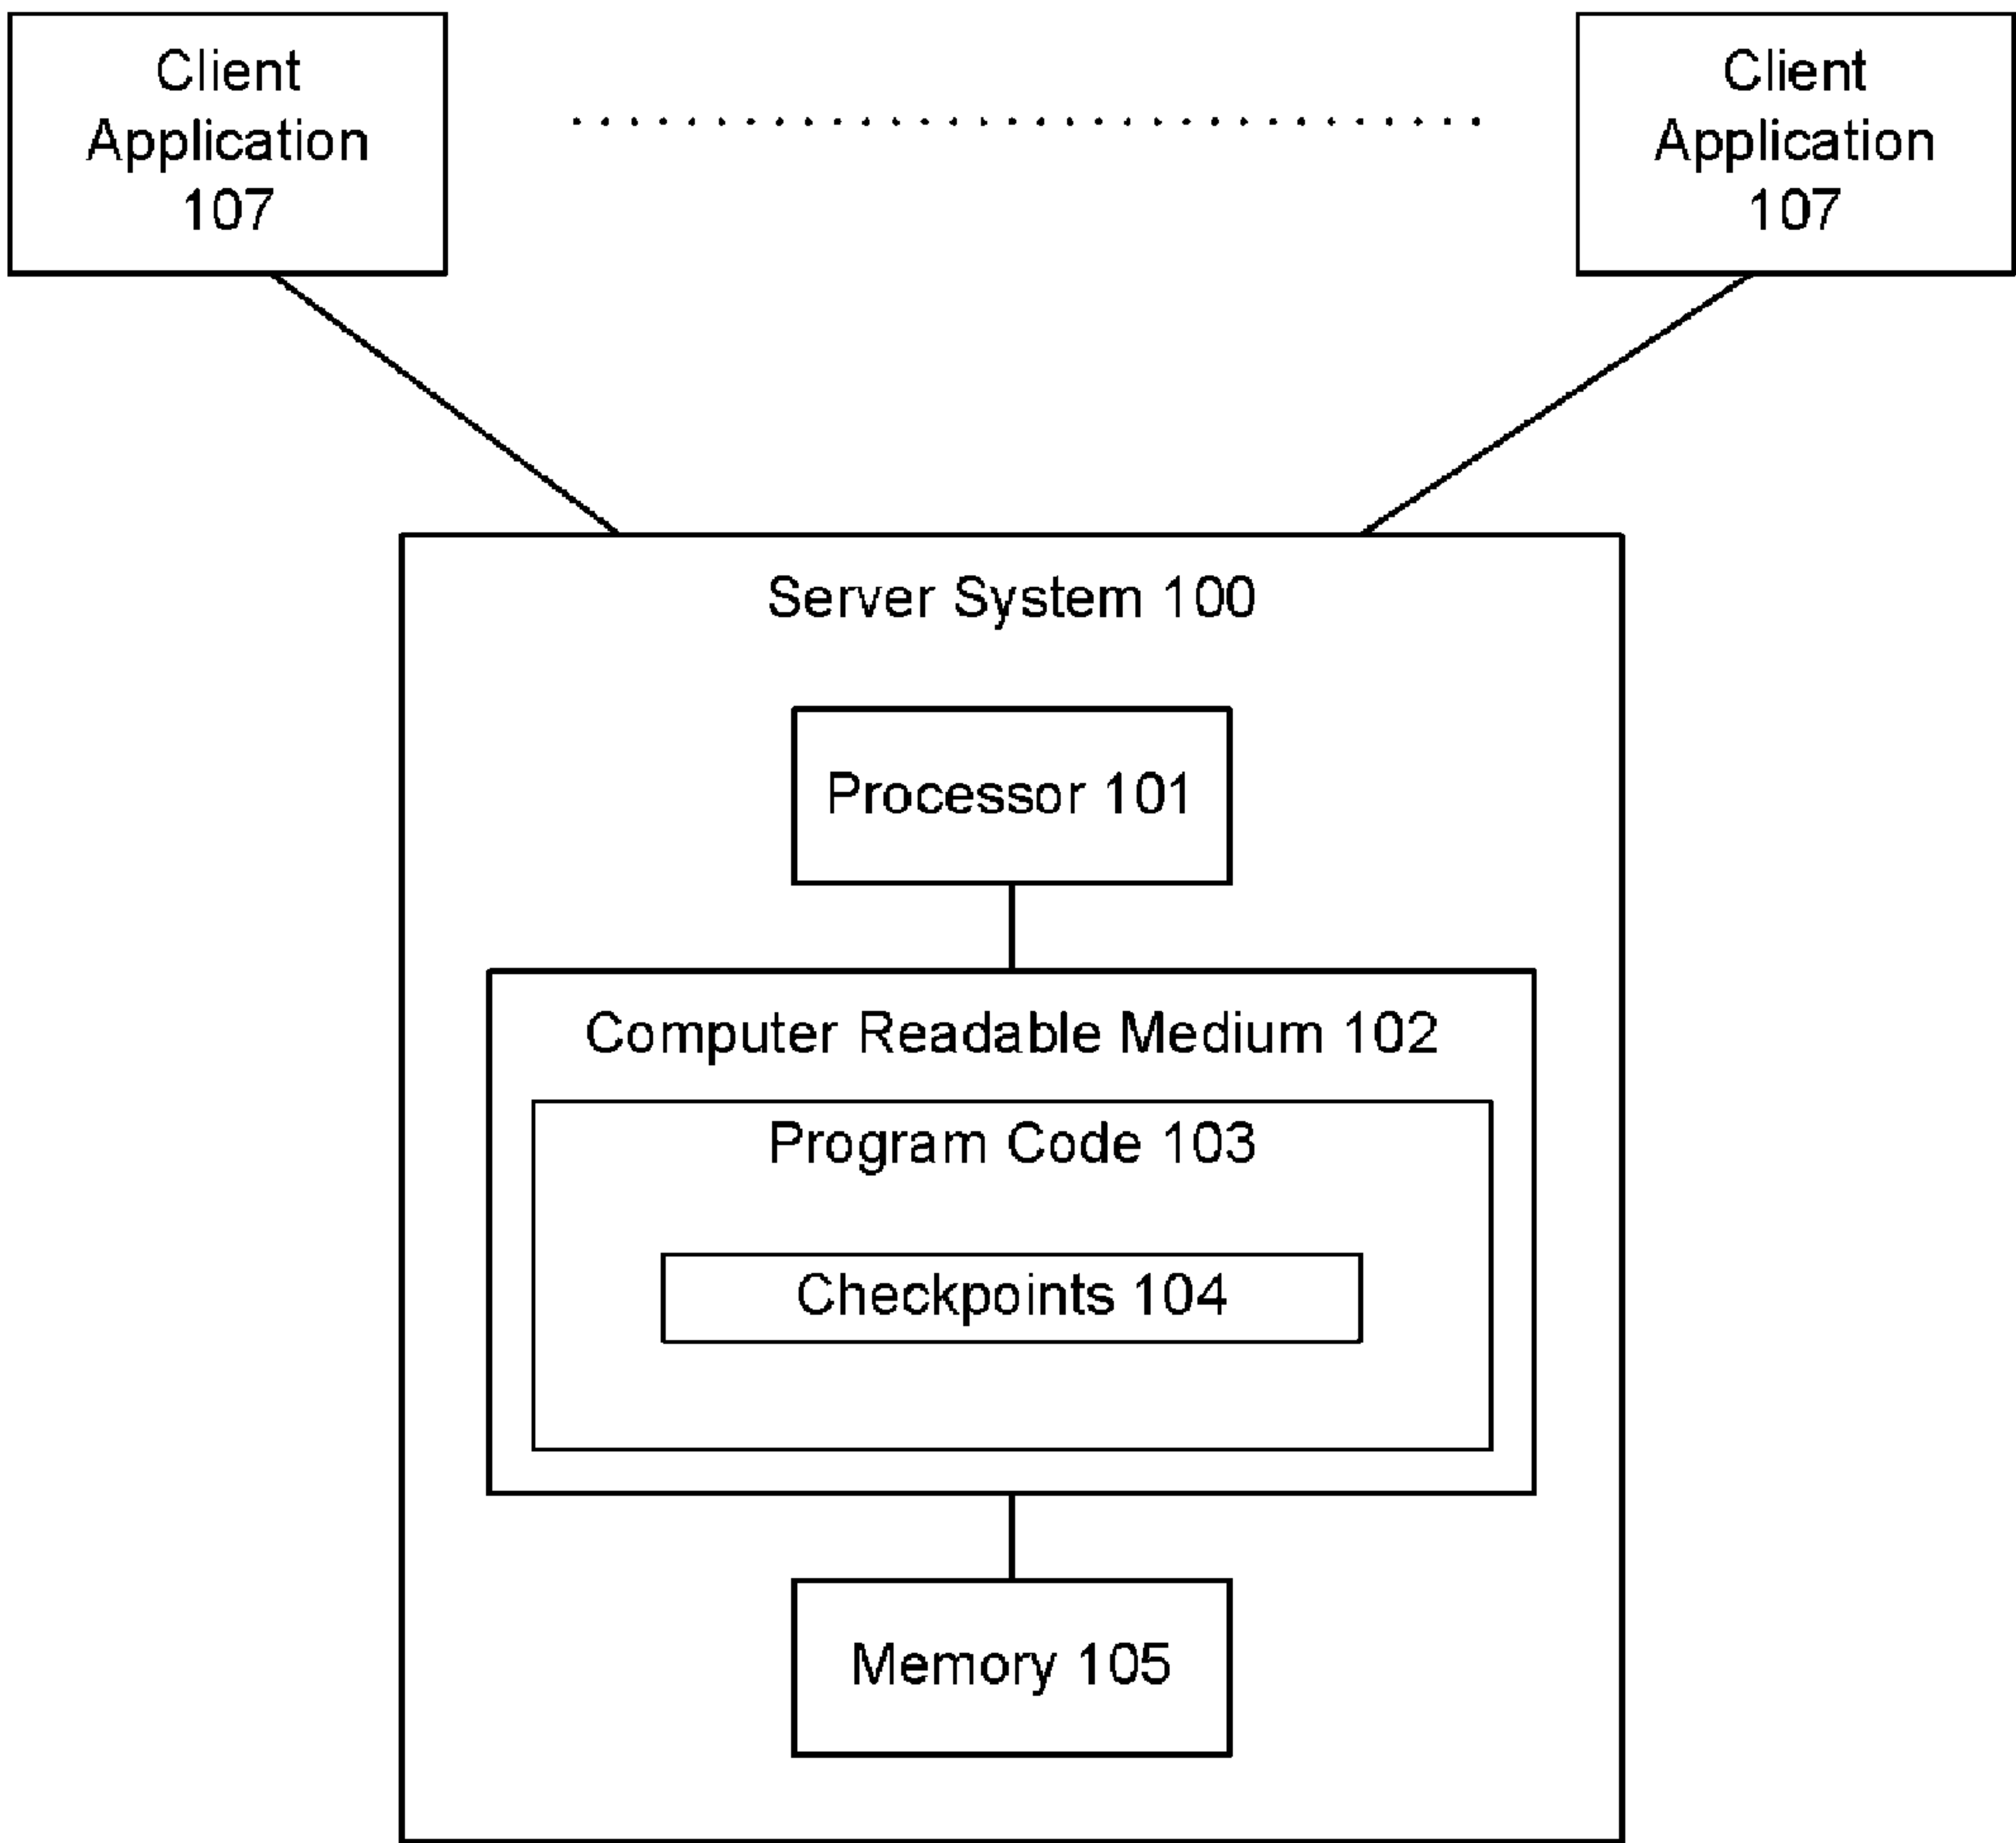 Client
Application
107
Client
Application
107
Server System 100
Processor 101
Computer Readable Medium 102
Program Code 103
Checkpoints 104
Memory 105